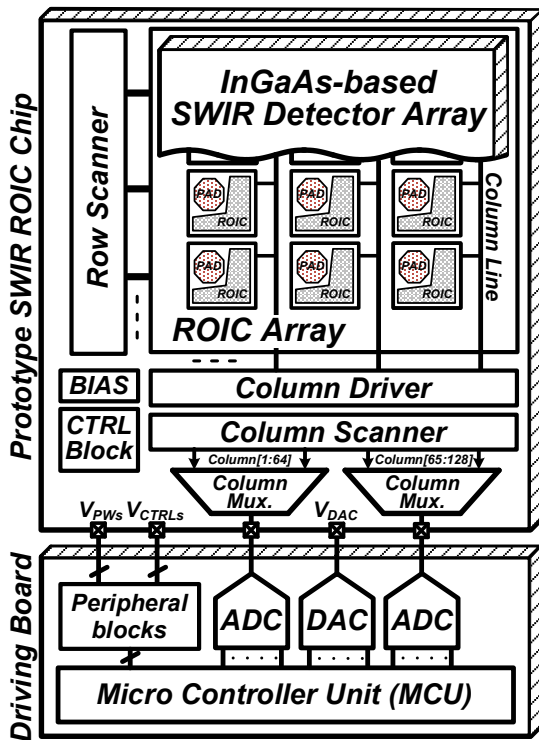 Prototype SWIR ROIC Chip
Row Scanner
InGaAs-based
SWIR Detector Array
Column Line
PAD
ROIC
PAD
ROIC
PAD
ROIC
PAD
ROIC
PAD
ROIC
PAD
ROIC
ROIC Array
BIAS
Column Driver
CTRL
Block
Column Scanner
Column[1:64]
Column[65:128]
Column
Mux.
Column
Mux.
VPWs
VCTRLs
VDAC
Driving Board
Peripheral
blocks
ADC
DAC
ADC
Micro Controller Unit (MCU)